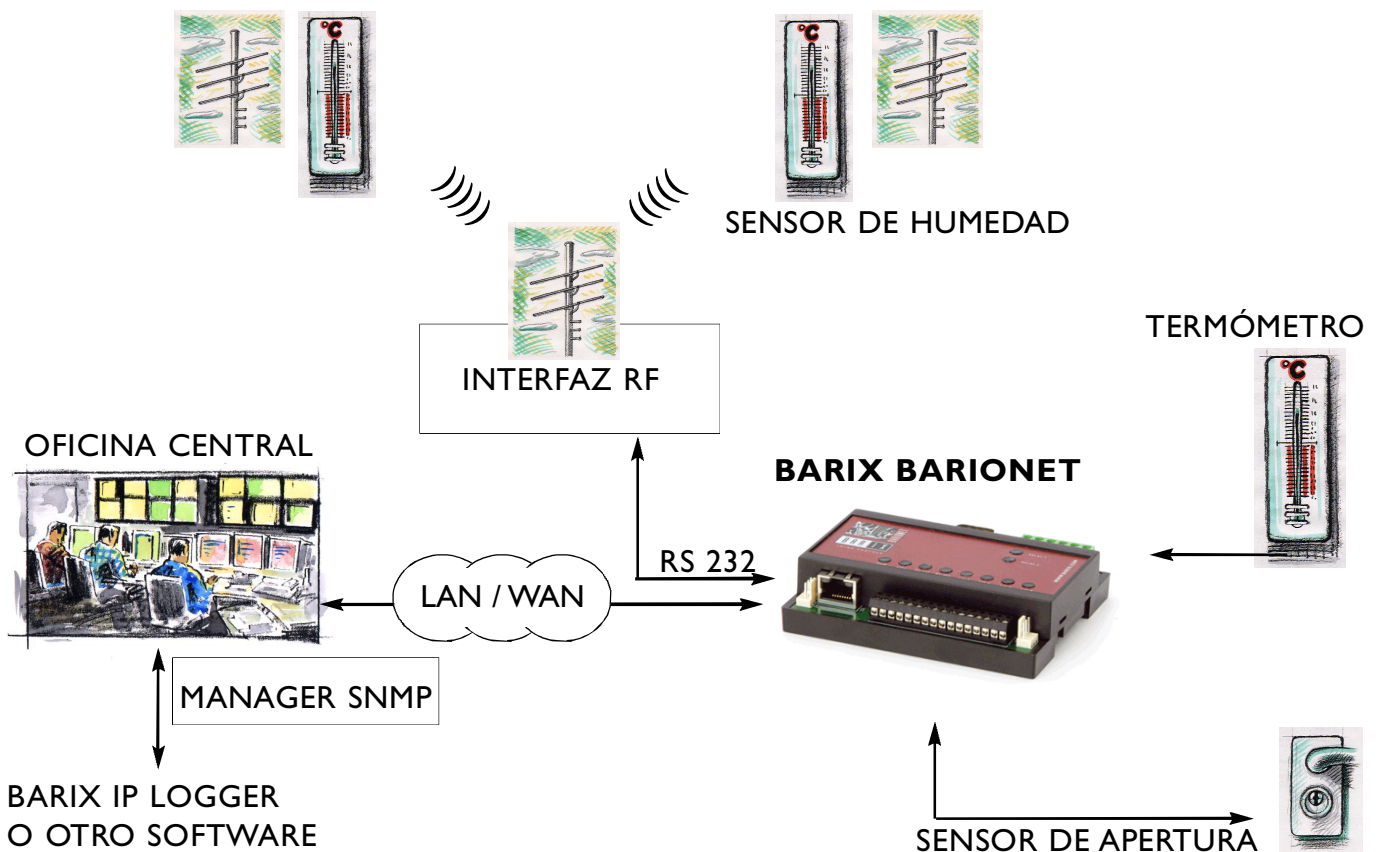 °C
°C
SENSOR DE HUMEDAD
INTERFAZ RF
TERMÓMETRO
°C
OFICINA CENTRAL
BARIX BARIONET
RS 232
LAN / WAN
MANAGER SNMP
BARIX IP LOGGER
O OTRO SOFTWARE
SENSOR DE APERTURA